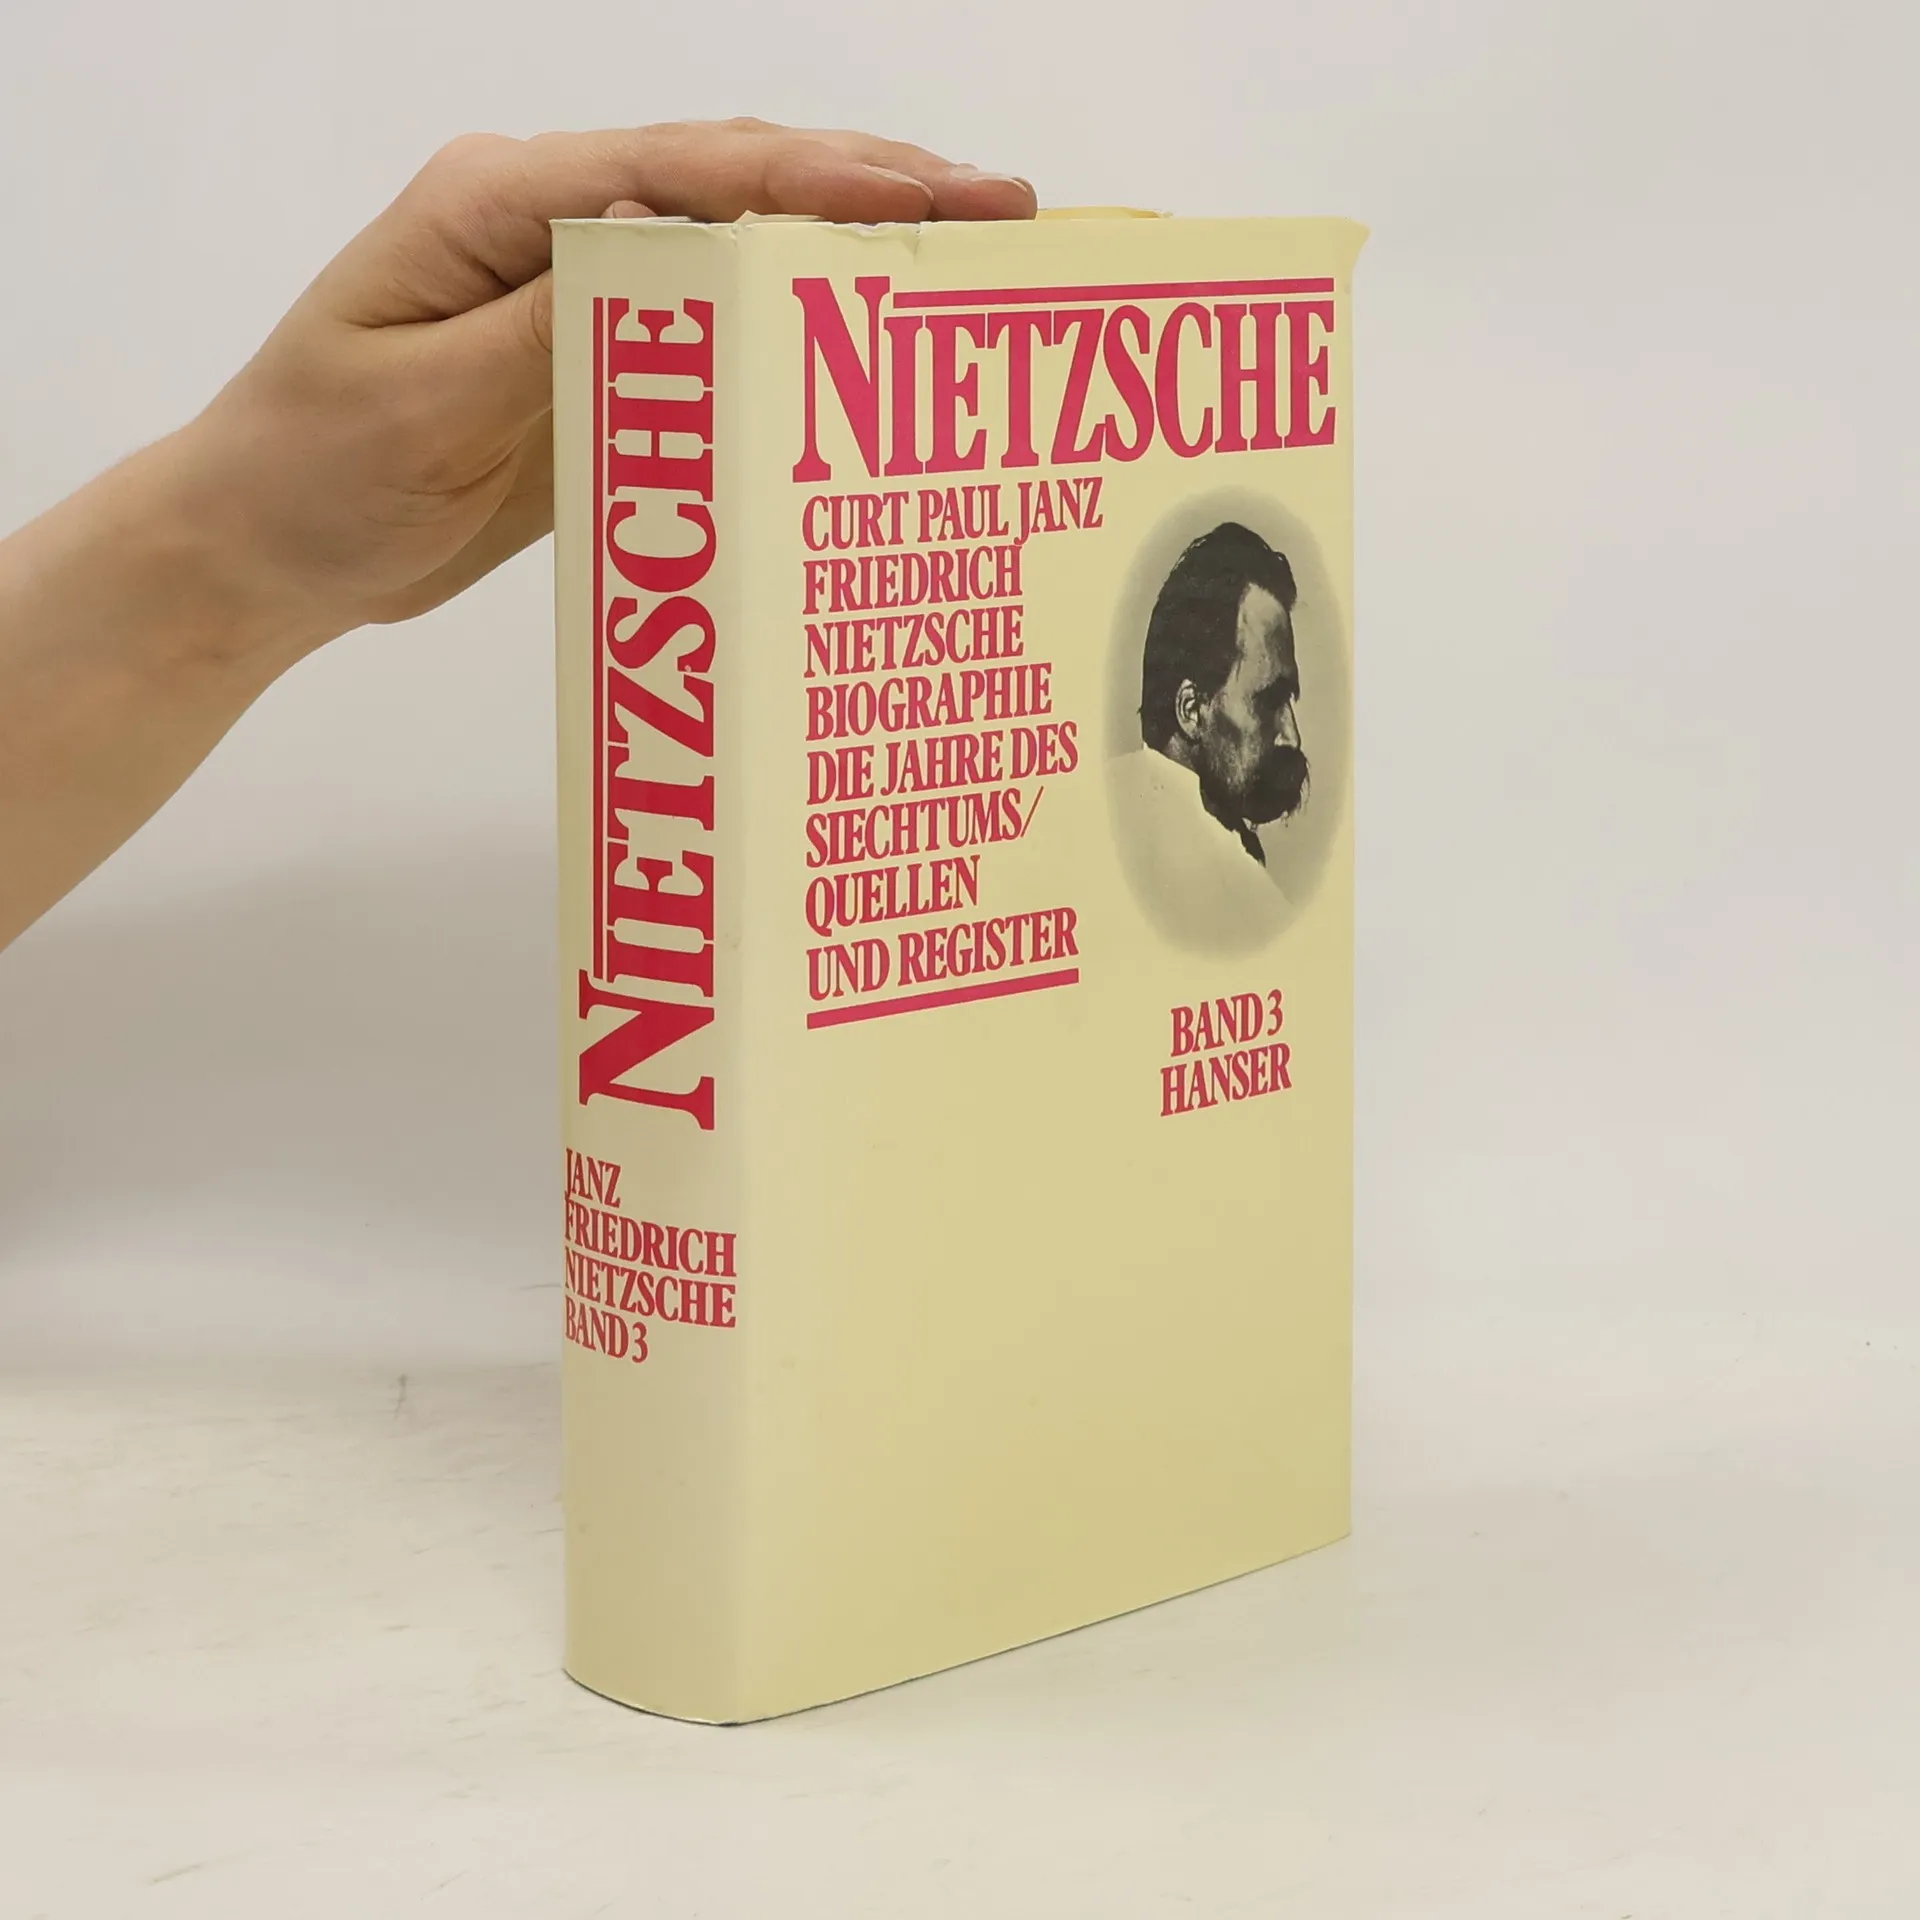 NIETZSCHE
JANZ
FRIEDRICH
NIETZSCHE
BAND 3
NIETZSCHE
CURT PAUL JANZ
FRIEDRICH
NIETZSCHE
BIOGRAPHIE
DIE JAHRE DES
SIECHTUMS/
QUELLEN
UND REGISTER
BAND 3
HANSER